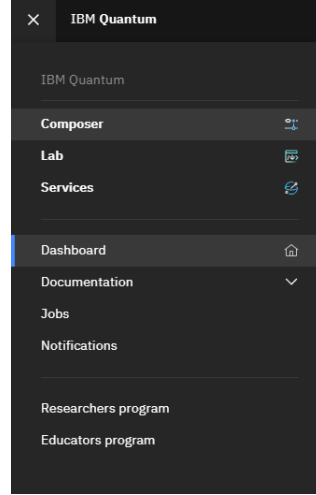 IBM Quantum
IBM Quantum
Composer
Lab
Services
Dashboard
Documentation
Jobs
Notifications
Researchers program
Educators program